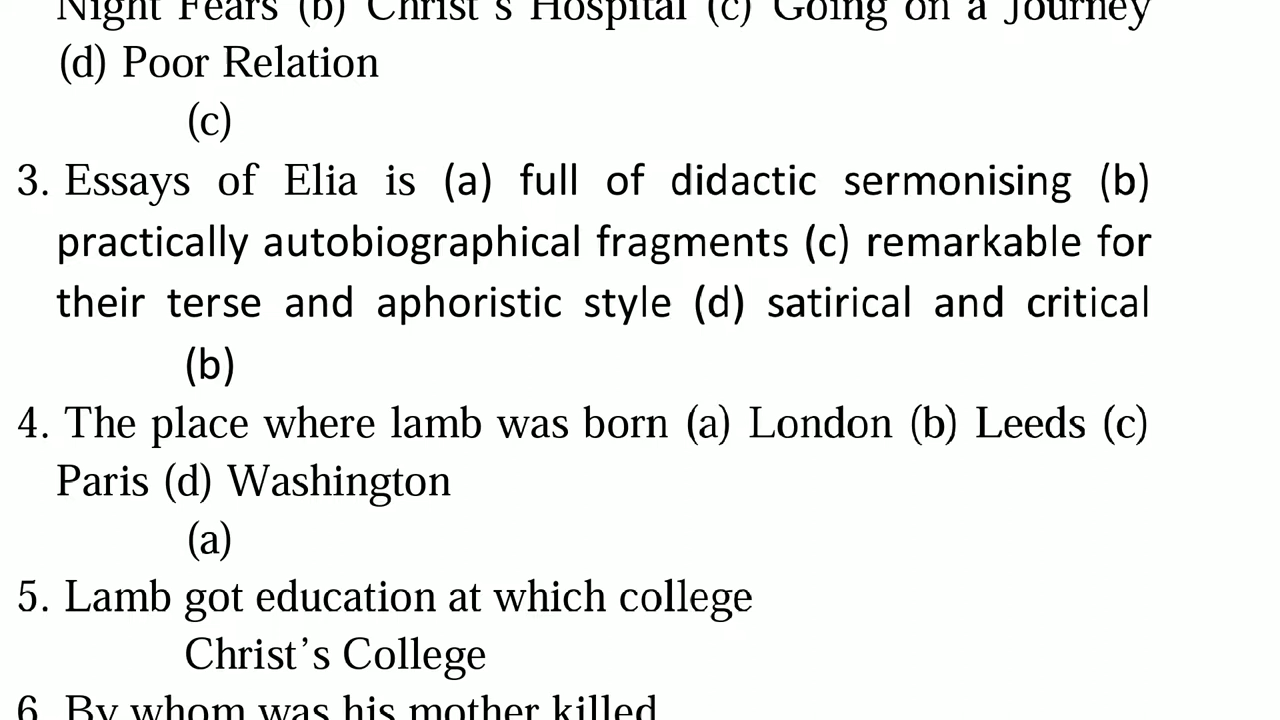 Night Fears (b) Christ's Hospital (c) Going on a Journey
(d) Poor Relation
(c)
3. Essays of Elia is (a) full of didactic sermonising (b)
practically autobiographical fragments (c) remarkable for
their terse and aphoristic style (d) satirical and critical
(b)
4. The place where lamb was born (a) London (b) Leeds (c)
Paris (d) Washington
(a)
5. Lamb got education at which college
Christ’s College
6. By whom was his mother killed